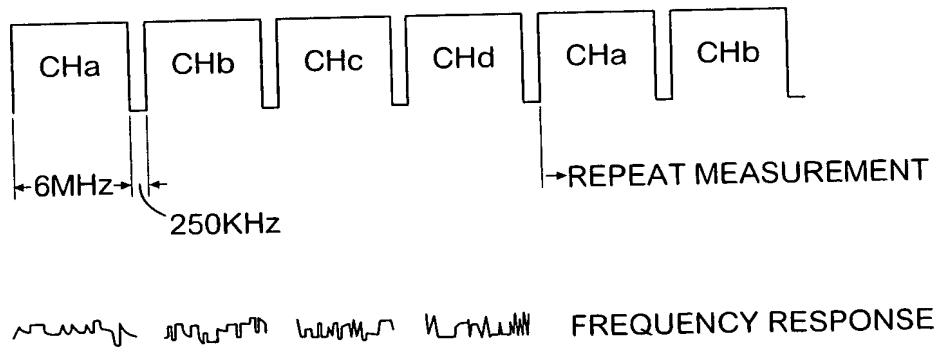 CHa CHb CHc CHd CHa CHb
6MHz
REPEAT MEASUREMENT
250KHz
FREQUENCY RESPONSE